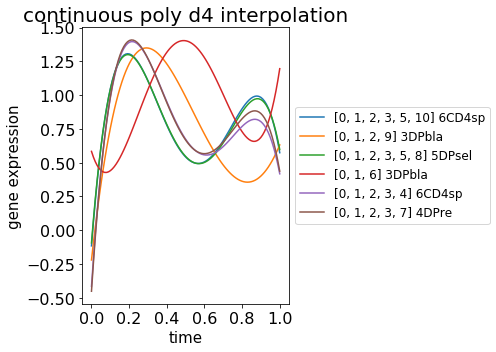 continuous poly d4 interpolation
gene expression
1.50
1.25
1.00
0.75
0.50
0.25
0.00
−0.25
−0.50
0.0 0.2 0.4 0.6 0.8 1.0
time
[0, 1, 2, 3, 5, 10] 6CD4sp
[0, 1, 2, 9] 3DPbla
[0, 1, 2, 3, 5, 8] 5DPsel
[0, 1, 6] 3DPbla
[0, 1, 2, 3, 4] 6CD4sp
[0, 1, 2, 3, 7] 4DPre